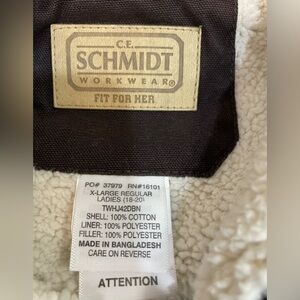 C.E.
SCHMIDT
WORKWEAR®
FIT FOR HER
PO# 37979 RN#16101
X-LARGE REGULAR
LADIES (18-20)
TWHJ42DBN
SHELL: 100% COTTON
LINER: 100% POLYESTER
FILLER: 100% POLYESTER
MADE IN BANGLADESH
CARE ON REVERSE
ATTENTION